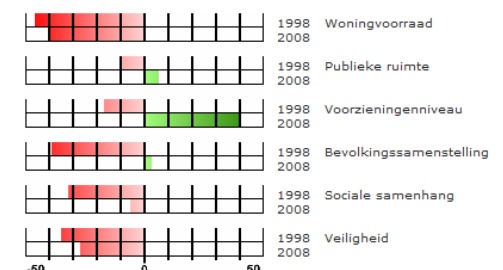 1998 Woningvoorraad
2008
1998 Publieke ruimte
2008
1998 Voorzieningenniveau
2008
1998 Bevolkingssamenstelling
2008
1998 Sociale samenhang
2008
1998 Veiligheid
2008
-50 0 50